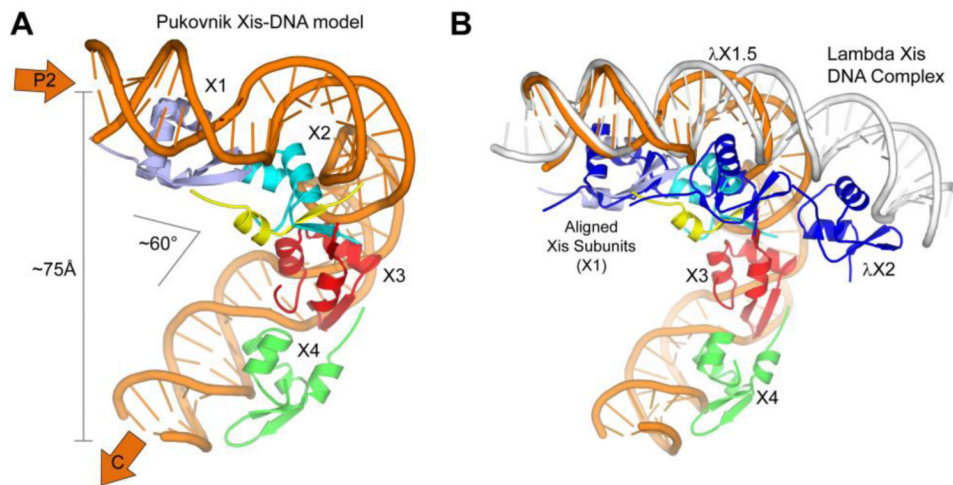 A
Pukovnik Xis-DNA model
P2
X1
X2
~60°
~75Å
X3
X4
C
B
λX1.5
Lambda Xis
DNA Complex
Aligned
Xis Subunits
(X1)
X3
λX2
X4